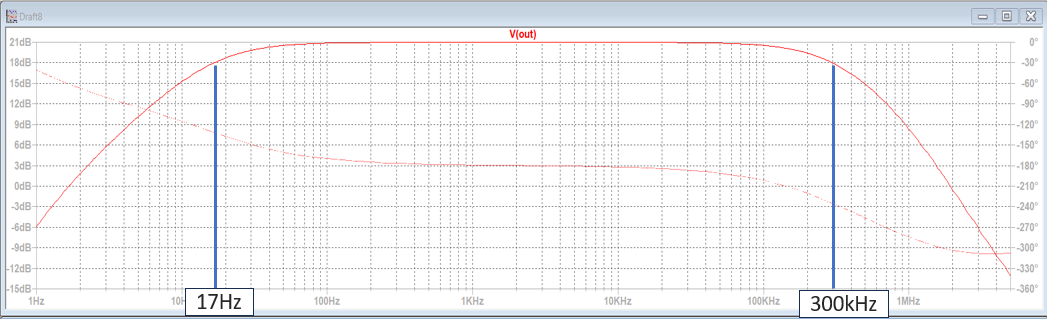 Draft8
V(out)
21dB 0°
18dB -30°
15dB -60°
12dB -90°
9dB -120°
6dB -150°
3dB -180°
0dB -210°
-3dB -240°
-6dB -270°
-9dB -300°
-12dB -330°
-15dB -360°
1Hz 100Hz 1KHz 10KHz 100KHz 1MHz
17Hz 300kHz